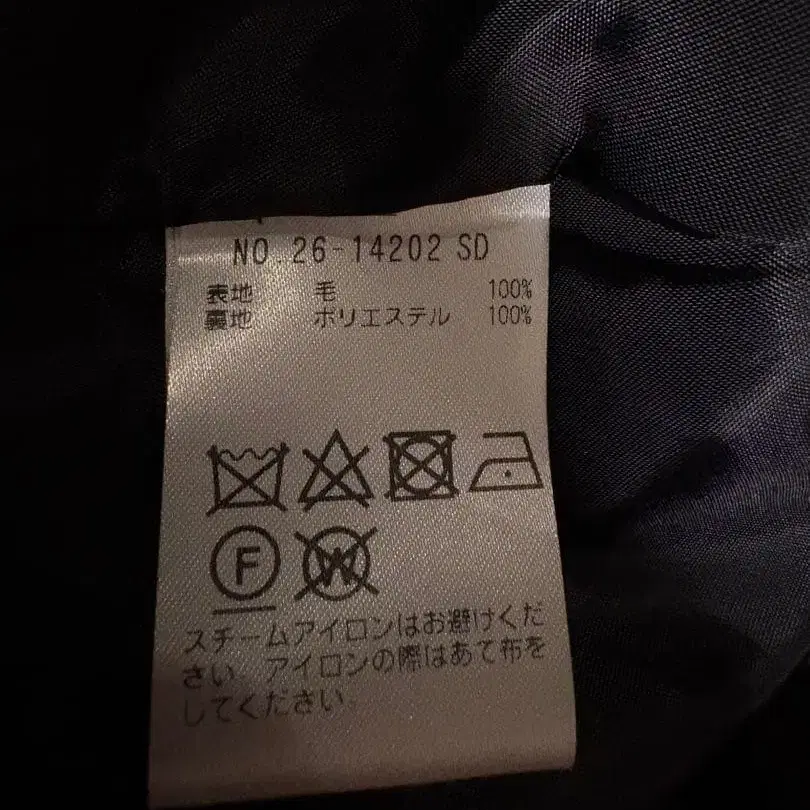 NO. 26-14202 SD
表地 毛 100%
裏地 ポリエステル 100%
F W
スチームアイロンはお避けくだ
さい。アイロンの際はあて布を
してください。